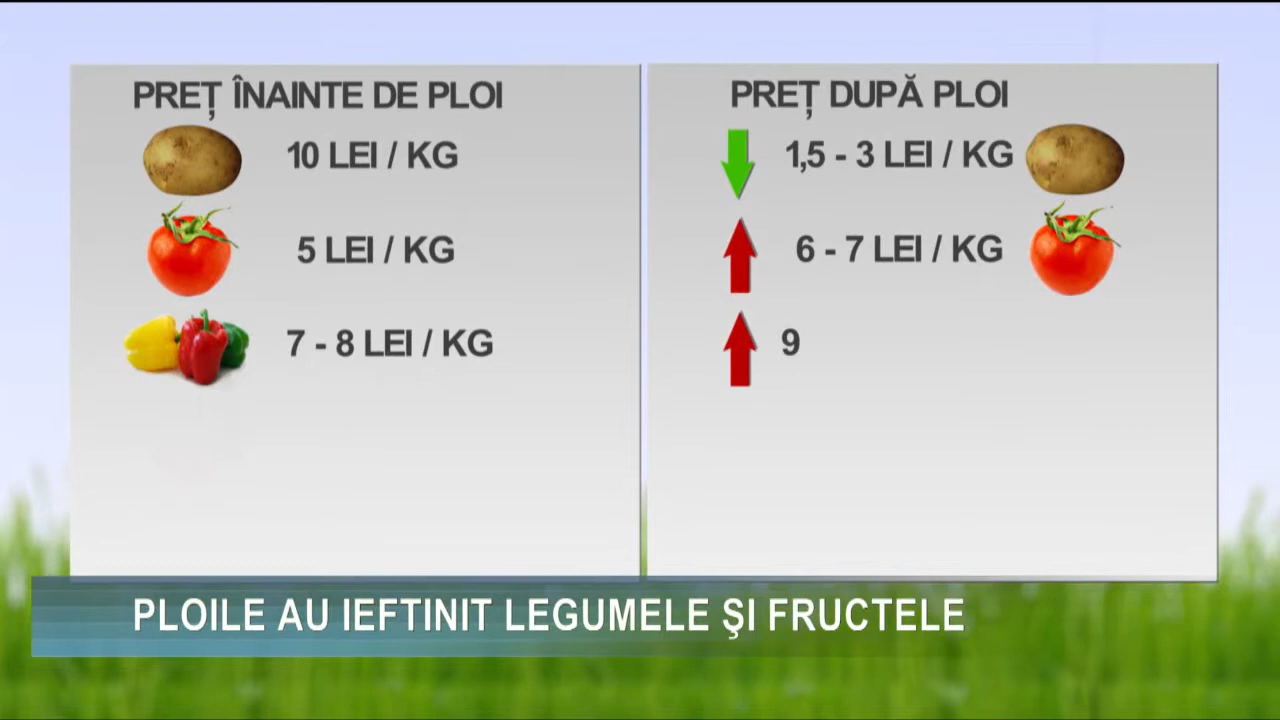 PREȚ ÎNAINTE DE PLOI
10 LEI / KG
5 LEI / KG
7 - 8 LEI / KG
PREȚ DUPĂ PLOI
1,5 - 3 LEI / KG
6 - 7 LEI / KG
9
PLOILE AU IEFTINIT LEGUMELE ŞI FRUCTELE